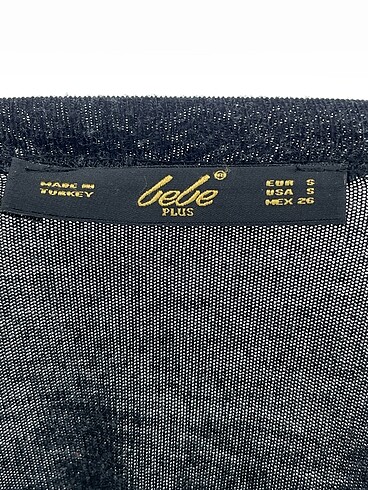 MADE IN
TURKEY
bebe®
PLUS
EUR S
USA S
MEX 26